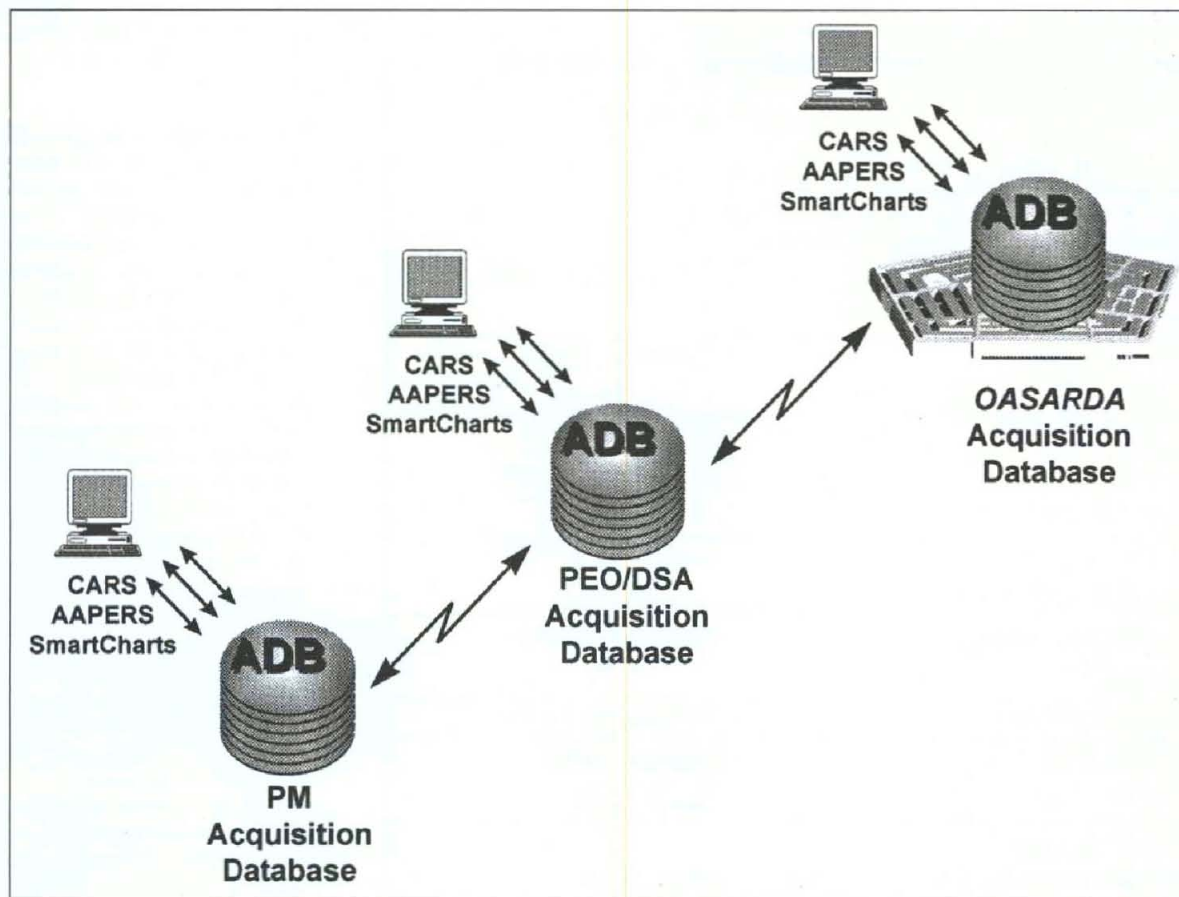 CARS
AAPERS
SmartCharts
ADB
OASARDA
Acquisition
Database
CARS
AAPERS
SmartCharts
ADB
PEO/DSA
Acquisition
Database
CARS
AAPERS
SmartCharts
ADB
PM
Acquisition
Database